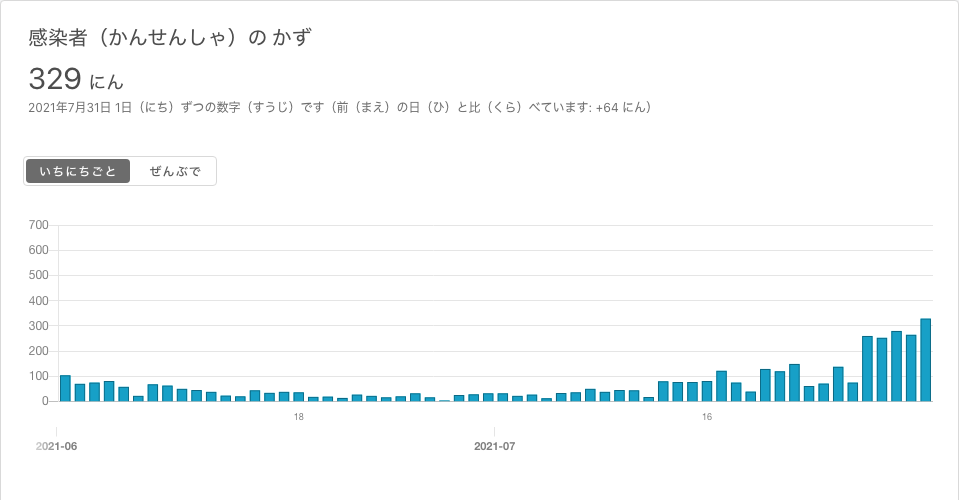 感染者（かんせんしゃ）の かず
329 にん
2021年7月31日 1日（にち）ずつの数字（すうじ）です（前（まえ）の日（ひ）と比（くら）べています: +64 にん）
いちにちごと ぜんぶで
700
600
500
400
300
200
100
0
18 16
2021-06 2021-07